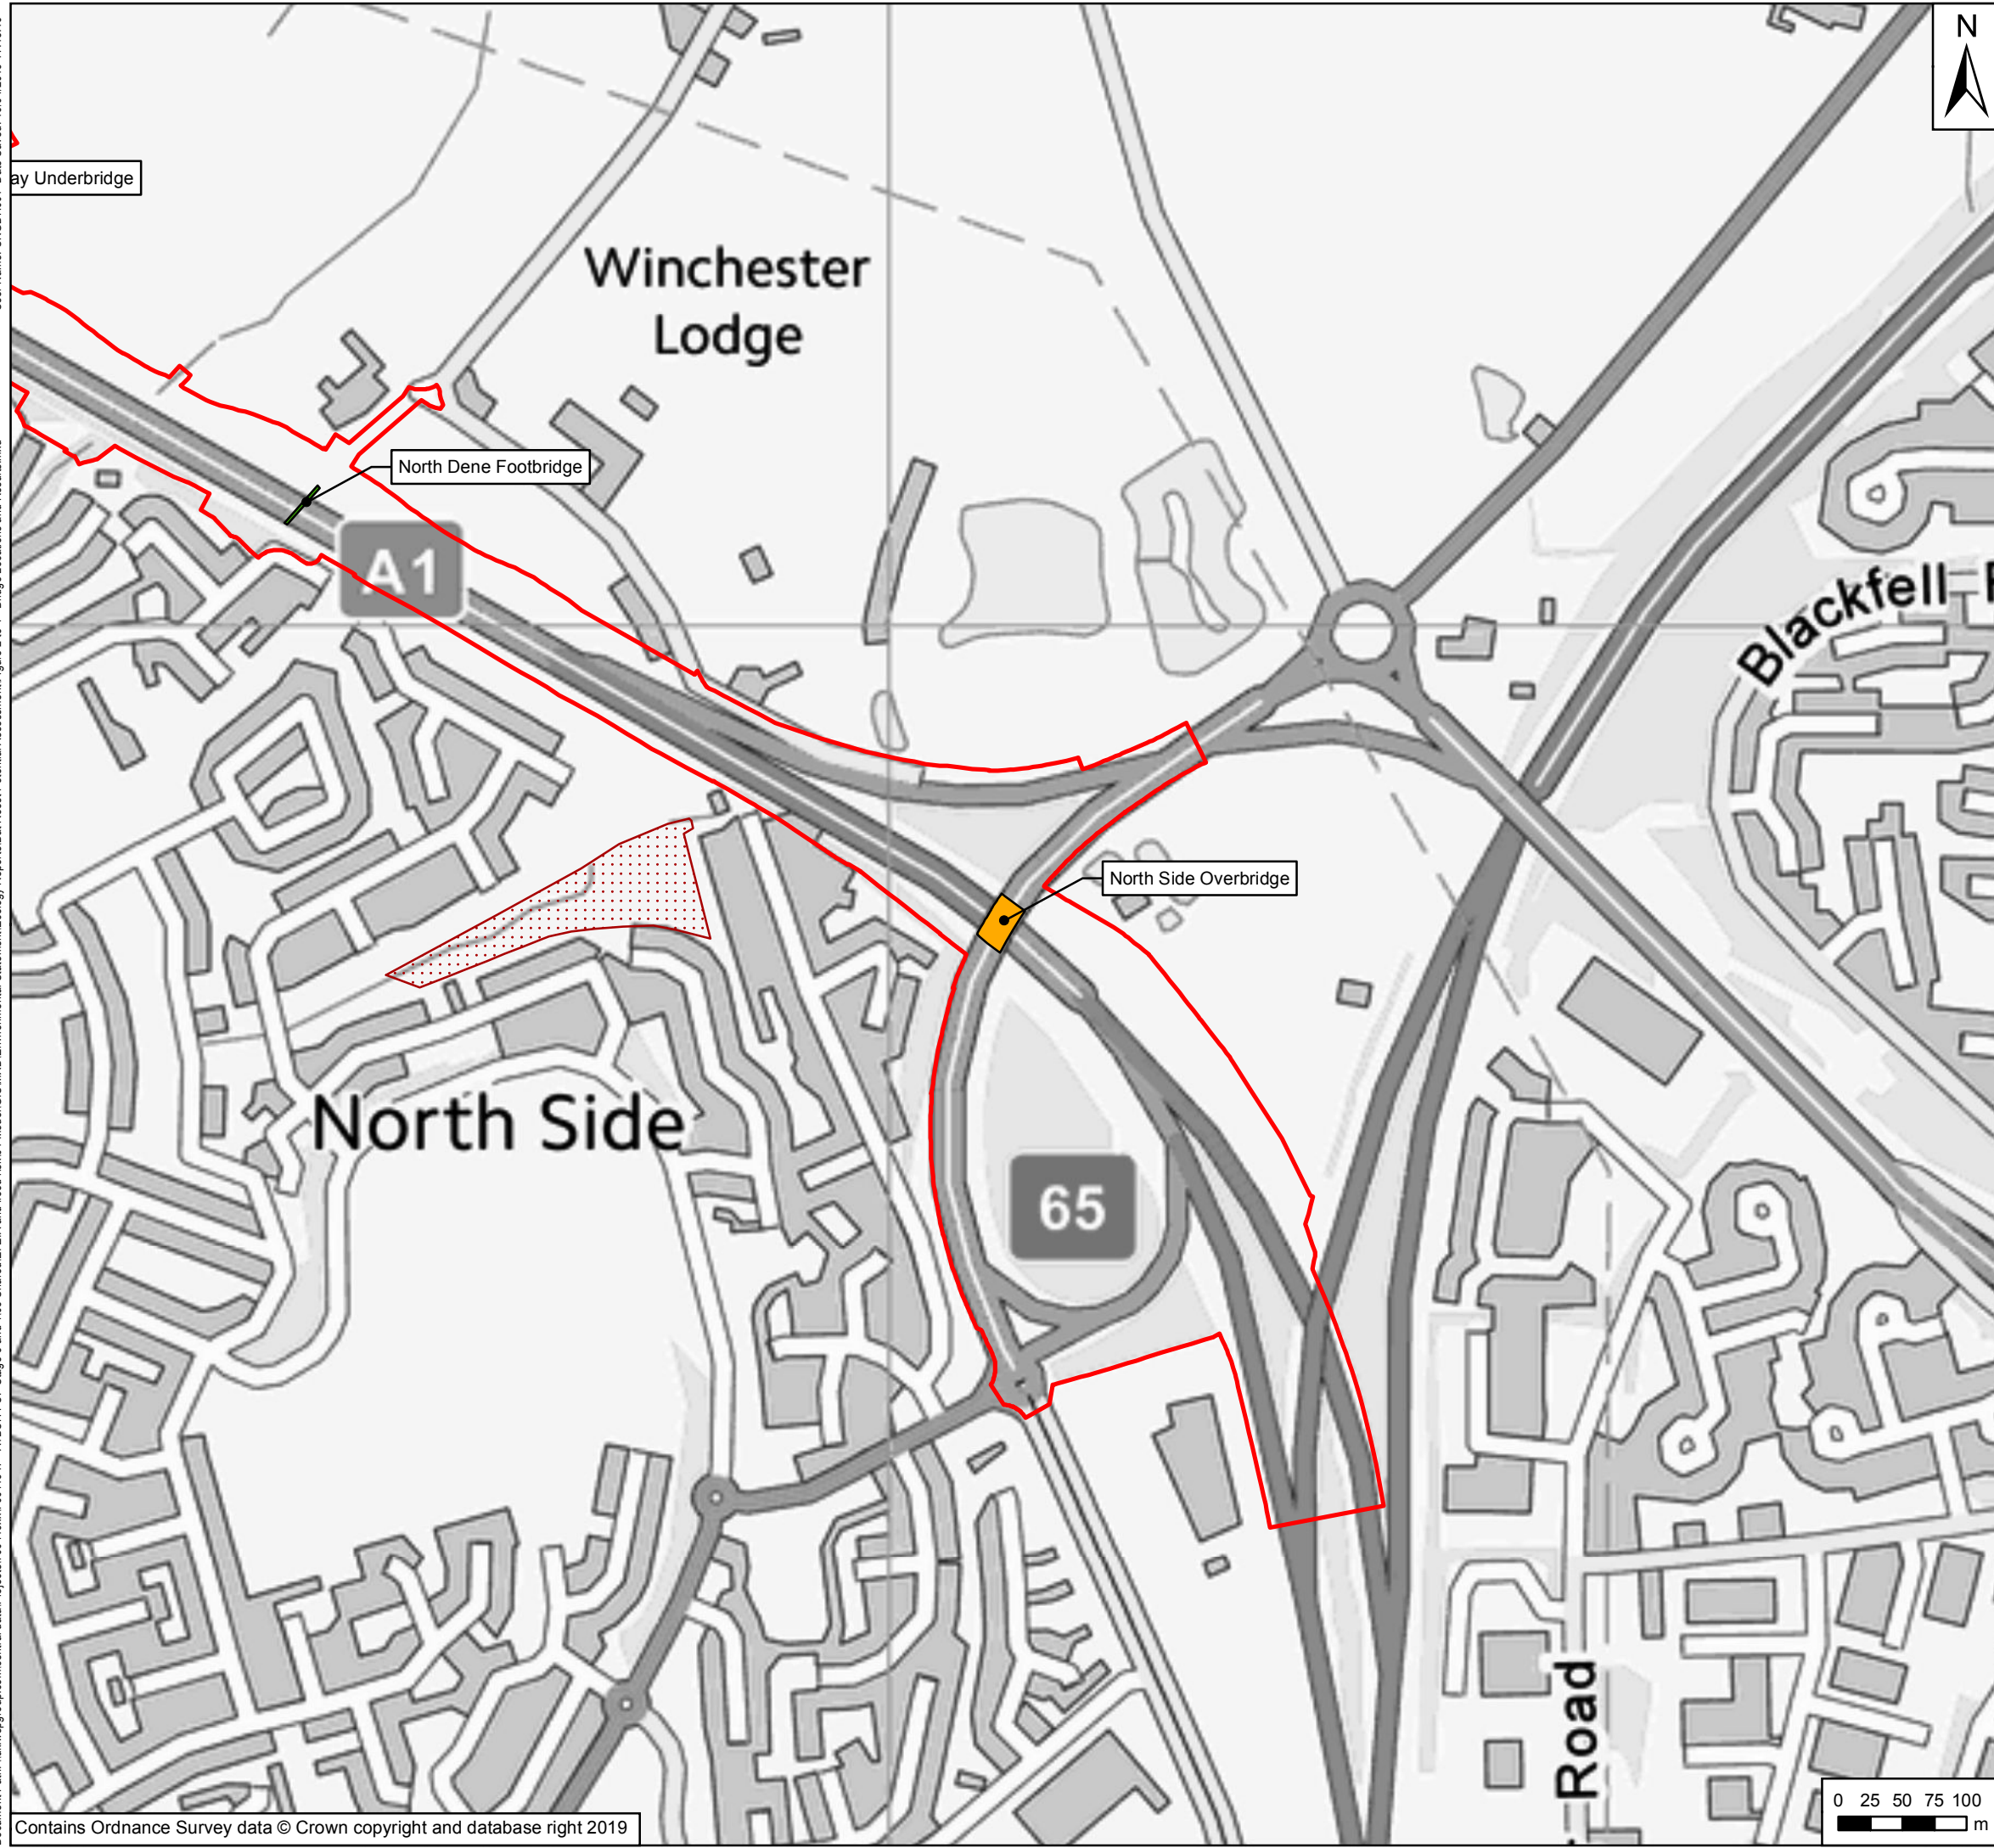 N
ay Underbridge
Winchester
Lodge
North Dene Footbridge
A1
Blackfell
North Side Overbridge
North Side
65
Road
0 25 50 75 100
m
Contains Ordnance Survey data © Crown copyright and database right 2019